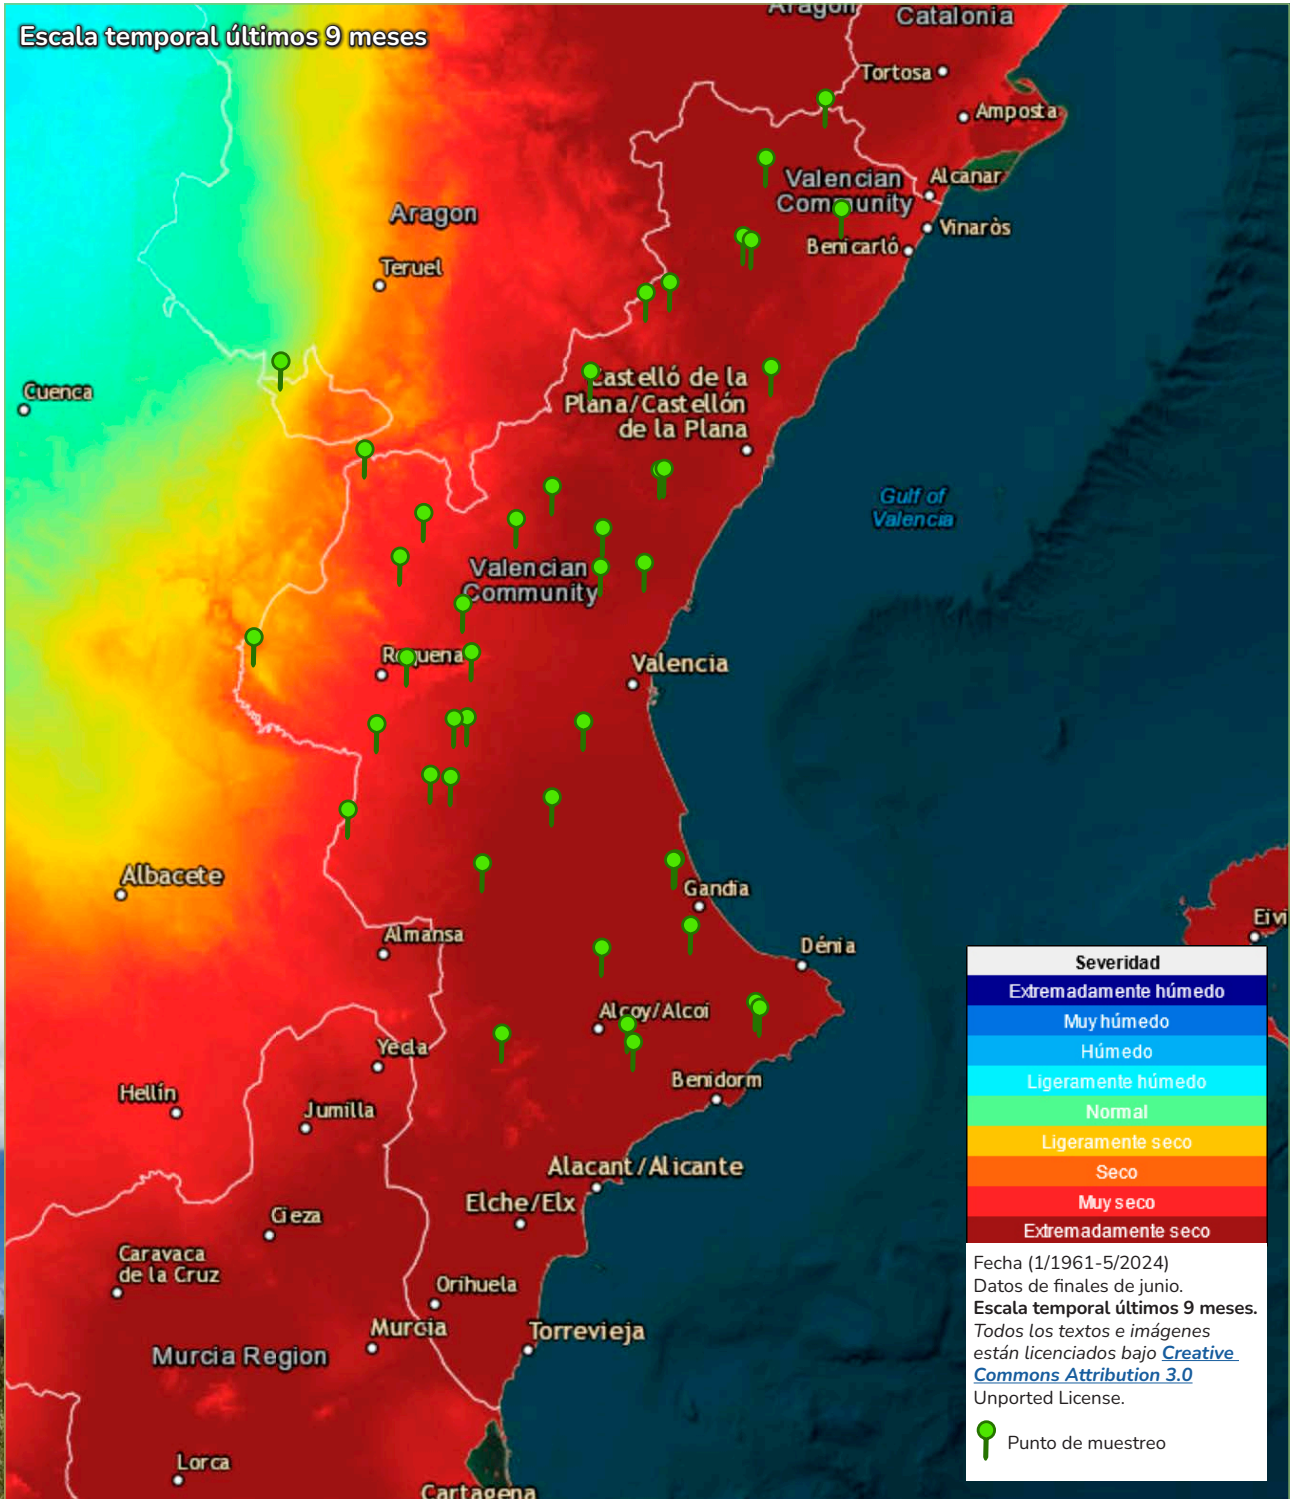 Escala temporal últimos 9 meses
Aragon
Catalonia
Tortosa
Amposta
Valencian
Community
Alcanar
Vinaròs
Benicarló
Aragon
Teruel
Cuenca
Castelló de la
Plana/Castellón
de la Plana
Gulf of
Valencia
Valencian
Community
Requena
Valencia
Albacete
Gandia
Almansa
Dénia
Eivi
Alcoy/Alcoi
Yecla
Benidorm
Hellín
Jumilla
Alacant/Alicante
Elche/Elx
Cieza
Caravaca
de la Cruz
Orihuela
Murcia
Torrevieja
Murcia Region
Lorca
Cartagena
Severidad
Extremadamente húmedo
Muy húmedo
Húmedo
Ligeramente húmedo
Normal
Ligeramente seco
Seco
Muy seco
Extremadamente seco
Fecha (1/1961-5/2024)
Datos de finales de junio.
Escala temporal últimos 9 meses.
Todos los textos e imágenes
están licenciados bajo Creative
Commons Attribution 3.0
Unported License.
Punto de muestreo